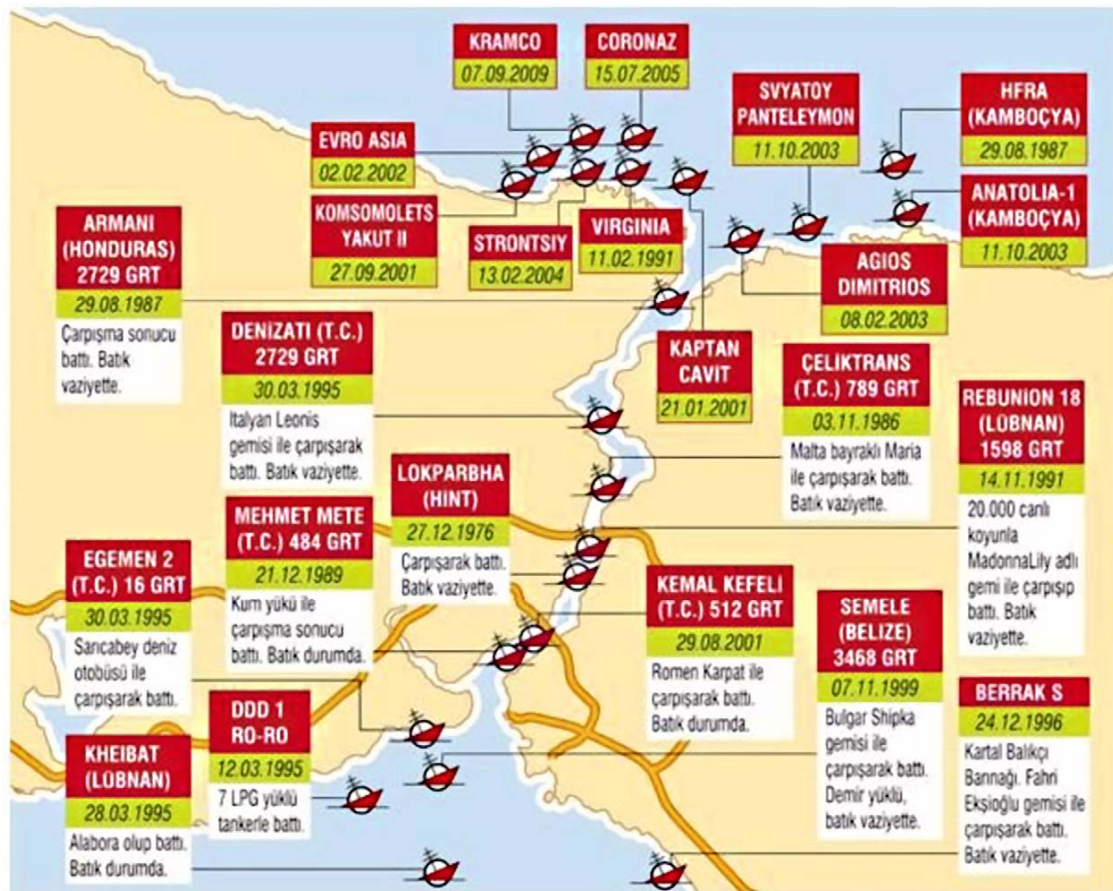 KRAMCO
07.09.2009
CORONAZ
15.07.2005
SVYATOY
PANTELEYMON
11.10.2003
HFRA
(KAMBOÇYA)
29.08.1987
EVRO ASIA
02.02.2002
ANATOLIA-1
(KAMBOÇYA)
11.10.2003
KOMSOMOLETS
YAKUT II
27.09.2001
STRONTSIY
13.02.2004
VIRGINIA
11.02.1991
AGIOS
DIMITRIOS
08.02.2003
ARMANI
(HONDURAS)
2729 GRT
29.08.1987
Çarpışma sonucu
battı. Batık
vaziyette.
DENIZATI (T.C.)
2729 GRT
30.03.1995
Italyan Leonis
gemisi ile çarpışarak
battı. Batık vaziyette.
KAPTAN
CAVIT
21.01.2001
ÇELIKTRANS
(T.C.) 789 GRT
03.11.1986
Malta bayraklı Maria
ile çarpışarak battı.
Batık vaziyette.
REBUNION 18
(LÜBNAN)
1598 GRT
14.11.1991
20.000 canlı
koyunla
MadonnaLily adlı
gemi ile çarpışıp
battı. Batık
vaziyette.
LOKPARBHA
(HINT)
27.12.1976
Çarpışarak battı.
Batık vaziyette.
MEHMET METE
(T.C.) 484 GRT
21.12.1989
Kum yükü ile
çarpışma sonucu
battı. Batık durumda.
EGEMEN 2
(T.C.) 16 GRT
30.03.1995
Sarıcabey deniz
otobüsü ile
çarpışarak battı.
KEMAL KEFELI
(T.C.) 512 GRT
29.08.2001
Romen Karpat ile
çarpışarak battı.
Batık durumda.
SEMELE
(BELIZE)
3468 GRT
07.11.1999
Bulgar Shipka
gemisi ile
çarpışarak battı.
Demir yüklü,
batık vaziyette.
BERRAK S
24.12.1996
Kartal Balıkçı
Barınağı. Fahri
Ekşioğlu gemisi ile
çarpışarak battı.
Batık vaziyette.
DDD 1
RO-RO
12.03.1995
7 LPG yüklü
tankerle battı.
KHEIBAT
(LÜBNAN)
28.03.1995
Alabora olup battı.
Batık durumda.